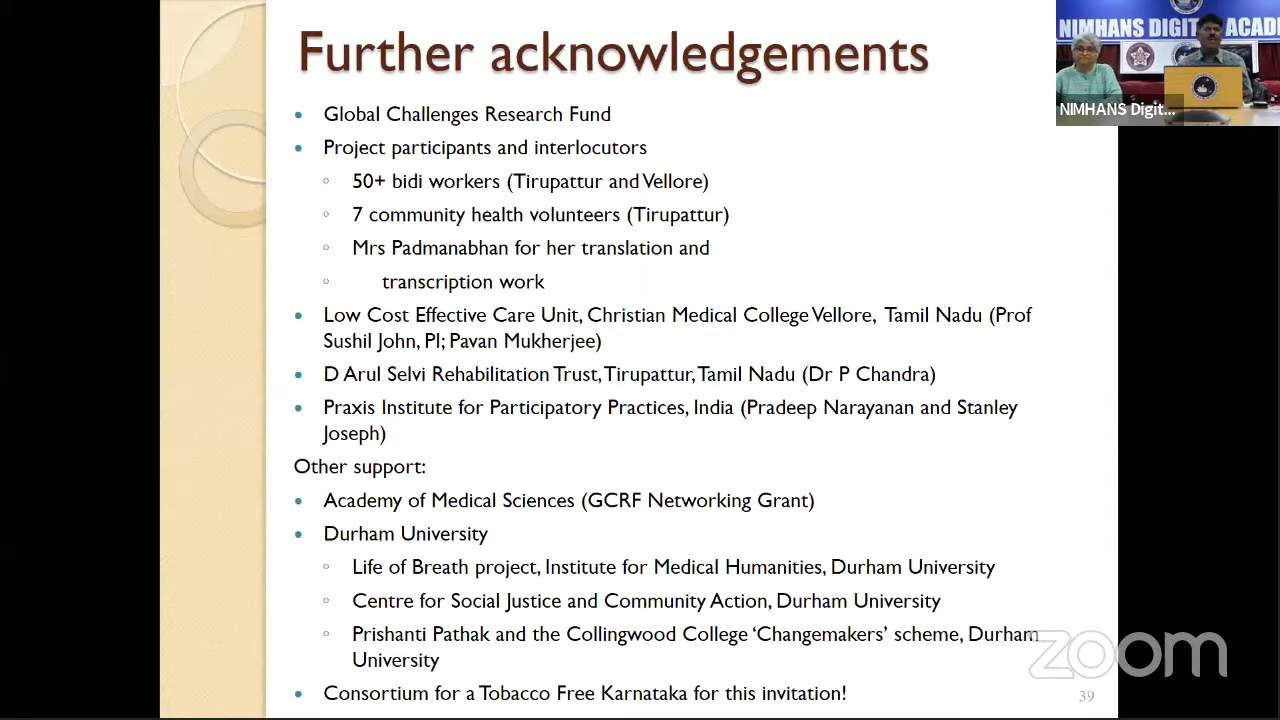 Further acknowledgements
Global Challenges Research Fund
Project participants and interlocutors
50+ bidi workers (Tirupattur and Vellore)
7 community health volunteers (Tirupattur)
Mrs Padmanabhan for her translation and
transcription work
Low Cost Effective Care Unit, Christian Medical College Vellore, Tamil Nadu (Prof
Sushil John, PI; Pavan Mukherjee)
D Arul Selvi Rehabilitation Trust, Tirupattur, Tamil Nadu (Dr P Chandra)
Praxis Institute for Participatory Practices, India (Pradeep Narayanan and Stanley
Joseph)
Other support:
Academy of Medical Sciences (GCRF Networking Grant)
Durham University
Life of Breath project, Institute for Medical Humanities, Durham University
Centre for Social Justice and Community Action, Durham University
Prishanti Pathak and the Collingwood College ‘Changemakers’ scheme, Durham
University
Consortium for a Tobacco Free Karnataka for this invitation!
39
NIMHANS DIGIT ACAD
NIMHANS Digit...
zoom